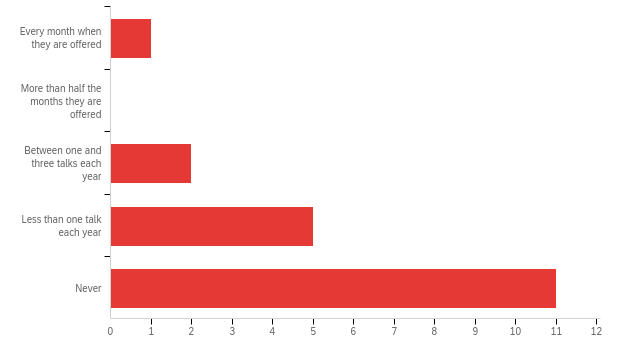 Every month when
they are offered
More than half the
months they are
offered
Between one and
three talks each
year
Less than one talk
each year
Never
0 1 2 3 4 5 6 7 8 9 10 11 12